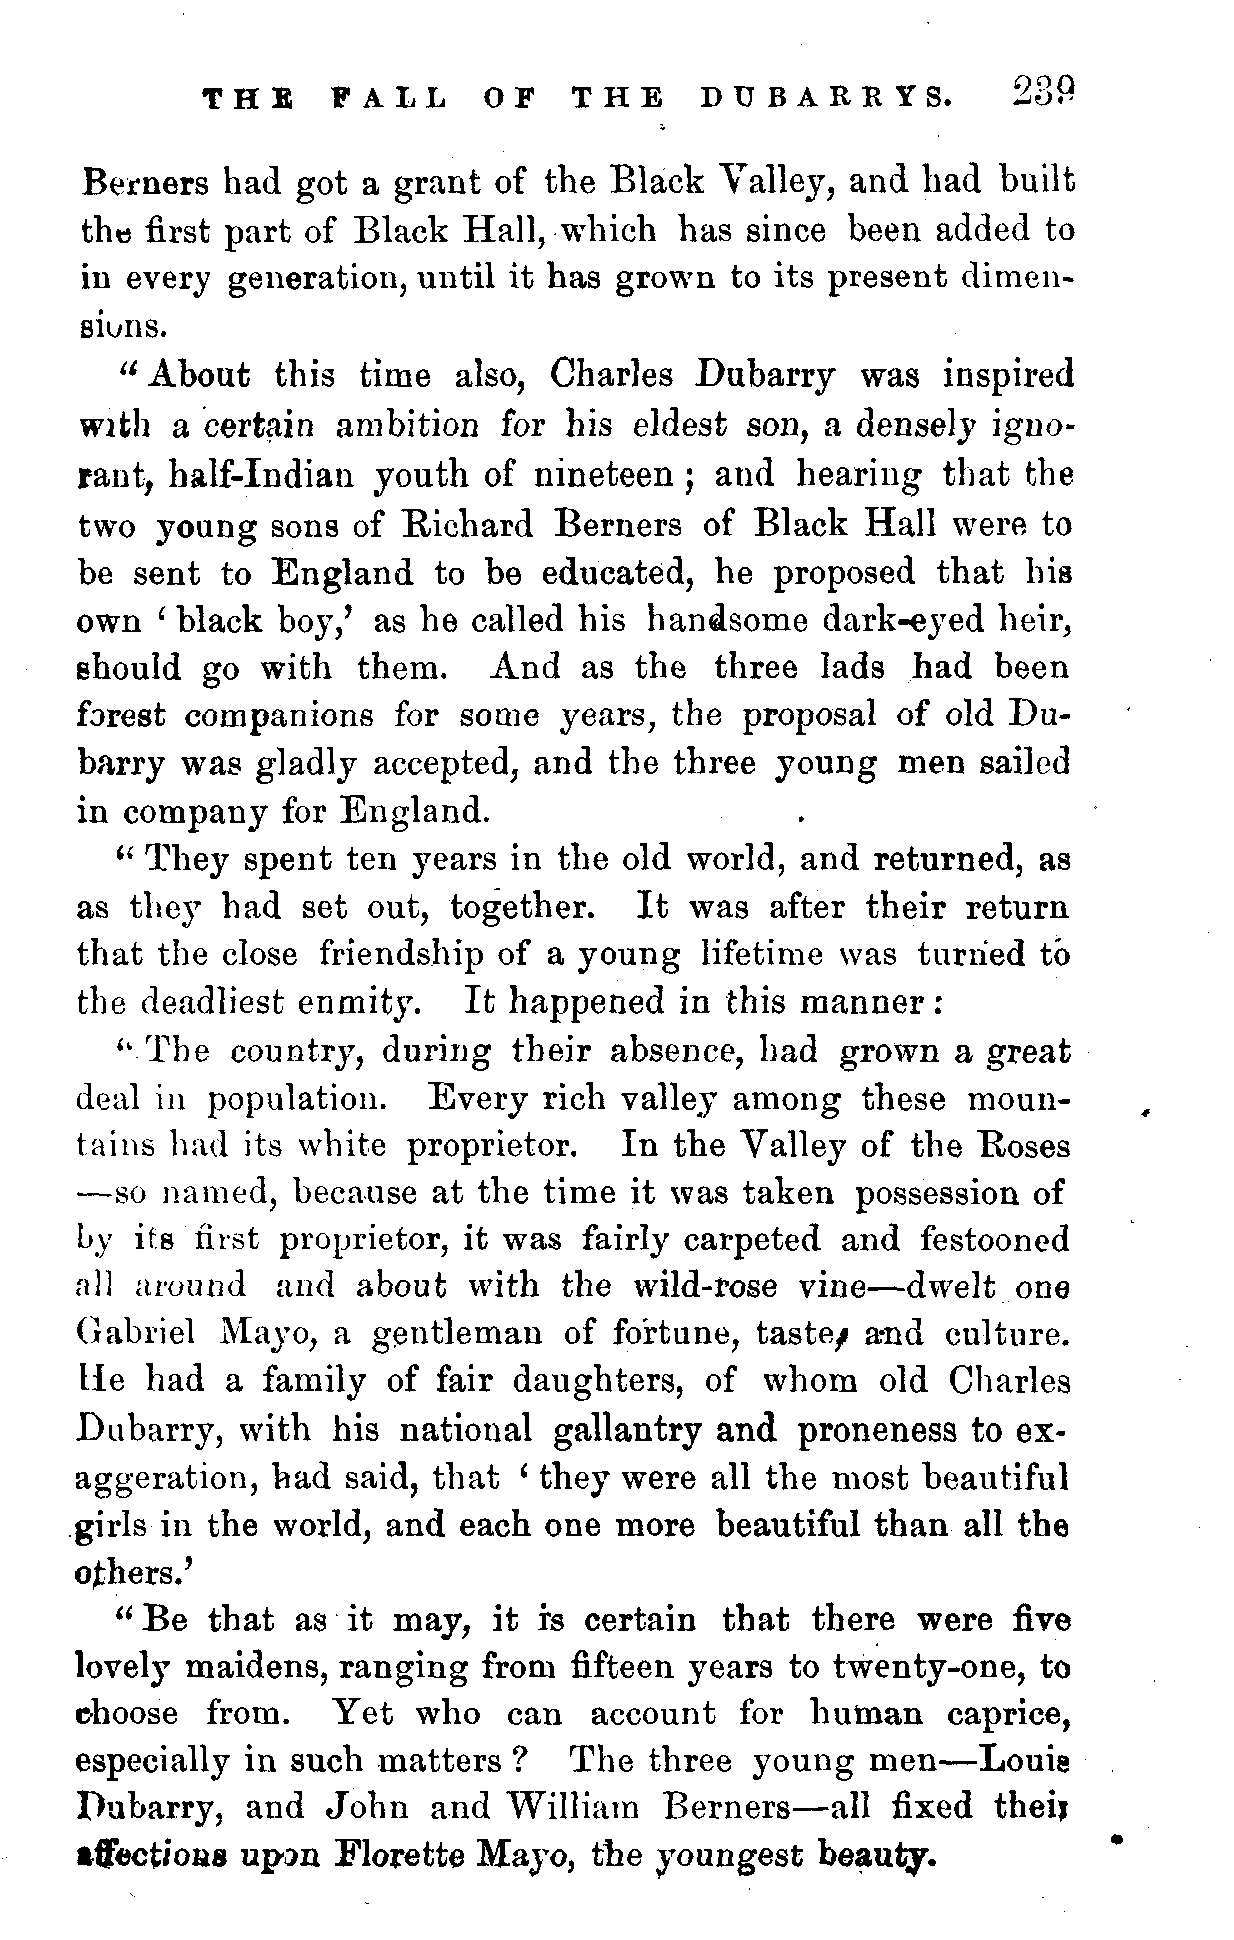 THE FALL OF THE DUBARRYS. 239
Berners had got a grant of the Black Valley, and had built
the first part of Black Hall, which has since been added to
in every generation, until it has grown to its present dimen-
sions.
“ About this time also, Charles Dubarry was inspired
with a certain ambition for his eldest son, a densely igno-
rant, half-Indian youth of nineteen ; and hearing that the
two young sons of Richard Berners of Black Hall were to
be sent to England to be educated, he proposed that his
own ‘ black boy,’ as he called his handsome dark-eyed heir,
should go with them. And as the three lads had been
forest companions for some years, the proposal of old Du-
barry was gladly accepted, and the three young men sailed
in company for England.
“ They spent ten years in the old world, and returned, as
as they had set out, together. It was after their return
that the close friendship of a young lifetime was turned to
the deadliest enmity. It happened in this manner :
“ The country, during their absence, had grown a great
deal in population. Every rich valley among these moun-
tains had its white proprietor. In the Valley of the Roses
—so named, because at the time it was taken possession of
by its first proprietor, it was fairly carpeted and festooned
all around and about with the wild-rose vine—dwelt one
Gabriel Mayo, a gentleman of fortune, taste, and culture.
He had a family of fair daughters, of whom old Charles
Dubarry, with his national gallantry and proneness to ex-
aggeration, had said, that ‘ they were all the most beautiful
girls in the world, and each one more beautiful than all the
others.’
“ Be that as it may, it is certain that there were five
lovely maidens, ranging from fifteen years to twenty-one, to
choose from. Yet who can account for human caprice,
especially in such matters ? The three young men—Louis
Dubarry, and John and William Berners—all fixed their
affections upon Florette Mayo, the youngest beauty.